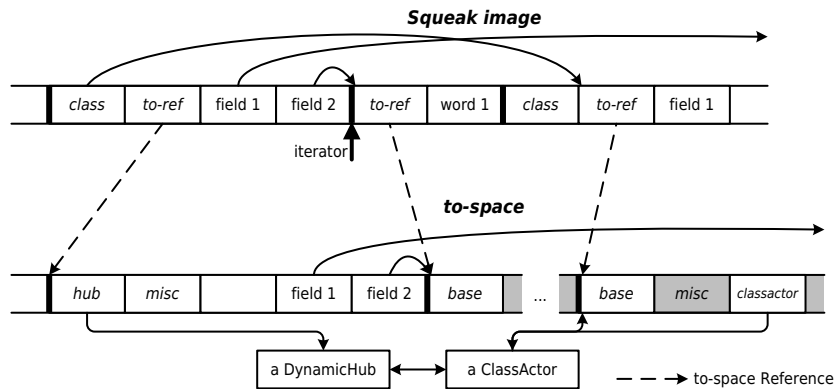 Squeak image
class to-ref field 1 field 2 to-ref word 1 class to-ref field 1
iterator
to-space
hub misc field 1 field 2 base ... base misc classactor
a DynamicHub a ClassActor
to-space Reference